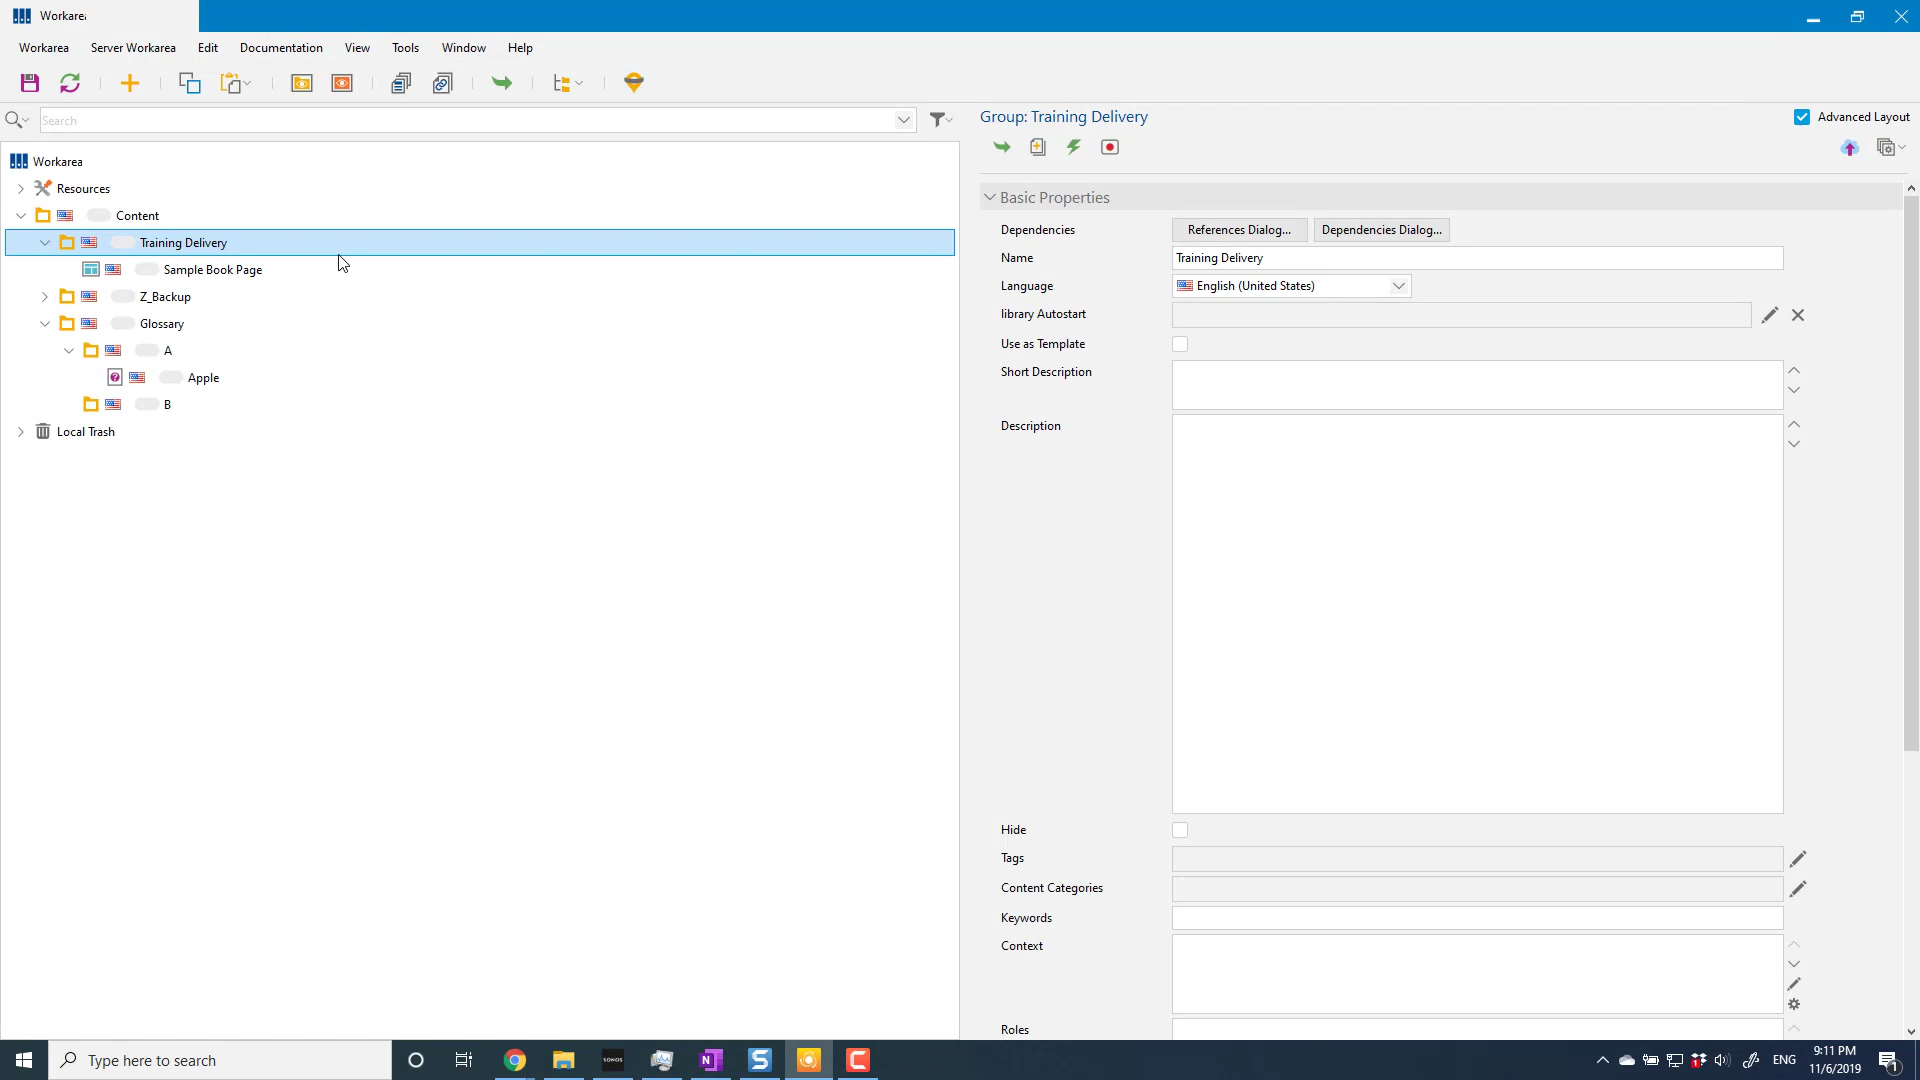 Workarea
Workarea Server Workarea Edit Documentation View Tools Window Help
Search
Workarea
Resources
Content
Training Delivery
Sample Book Page
Z_Backup
Glossary
A
Apple
B
Local Trash
Group: Training Delivery
Advanced Layout
Basic Properties
Dependencies References Dialog... Dependencies Dialog...
Name Training Delivery
Language English (United States)
library Autostart
Use as Template
Short Description
Description
Hide
Tags
Content Categories
Keywords
Context
Roles
Type here to search
SONOS
ENG
9:11 PM
11/6/2019
1